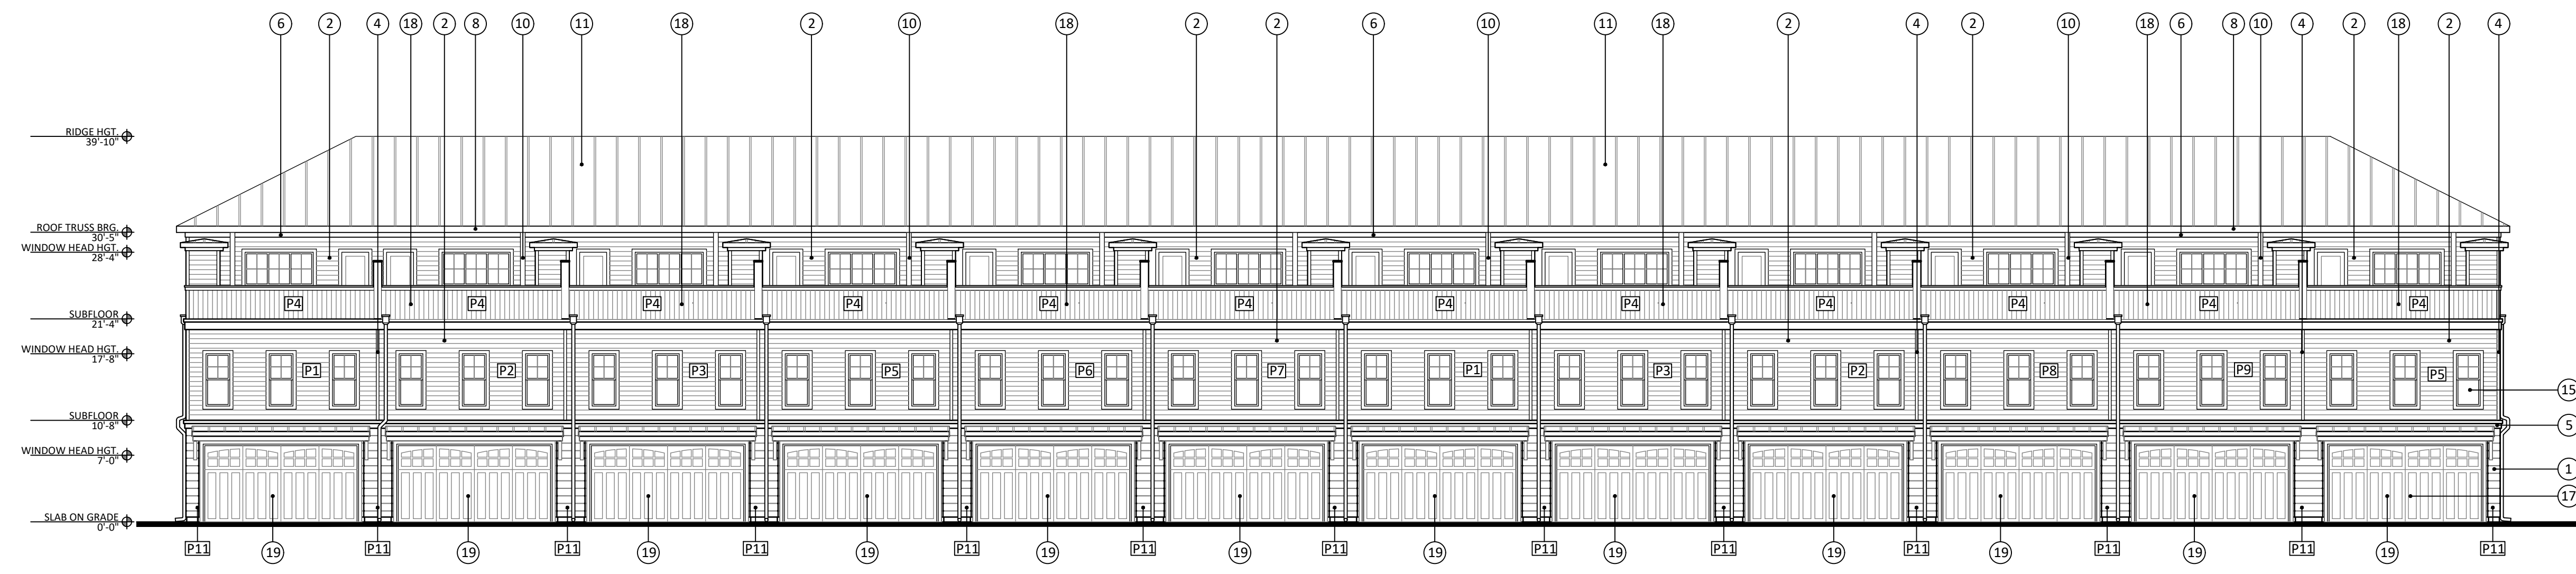 6 2 4 18 2 8 10 11 18 2 10 18 2 2 6 10 11 18 2 4 2 10 18 6 8 10 4 2 18 2 4
RIDGE HGT.
39'-10"
ROOF TRUSS BRG.
30'-5"
WINDOW HEAD HGT.
28'-4"
P4 P4 P4 P4 P4 P4 P4 P4 P4 P4 P4 P4
SUBFLOOR
21'-4"
WINDOW HEAD HGT.
17'-8"
P1 P2 P3 P5 P6 P7 P1 P3 P2 P8 P9 P5
15
SUBFLOOR
10'-8"
5
WINDOW HEAD HGT.
7'-0"
1
17
SLAB ON GRADE
0'-0"
P11 P11 P11 P11 P11 P11 P11 P11 P11 P11 P11 P11 P11
19 19 19 19 19 19 19 19 19 19 19 19